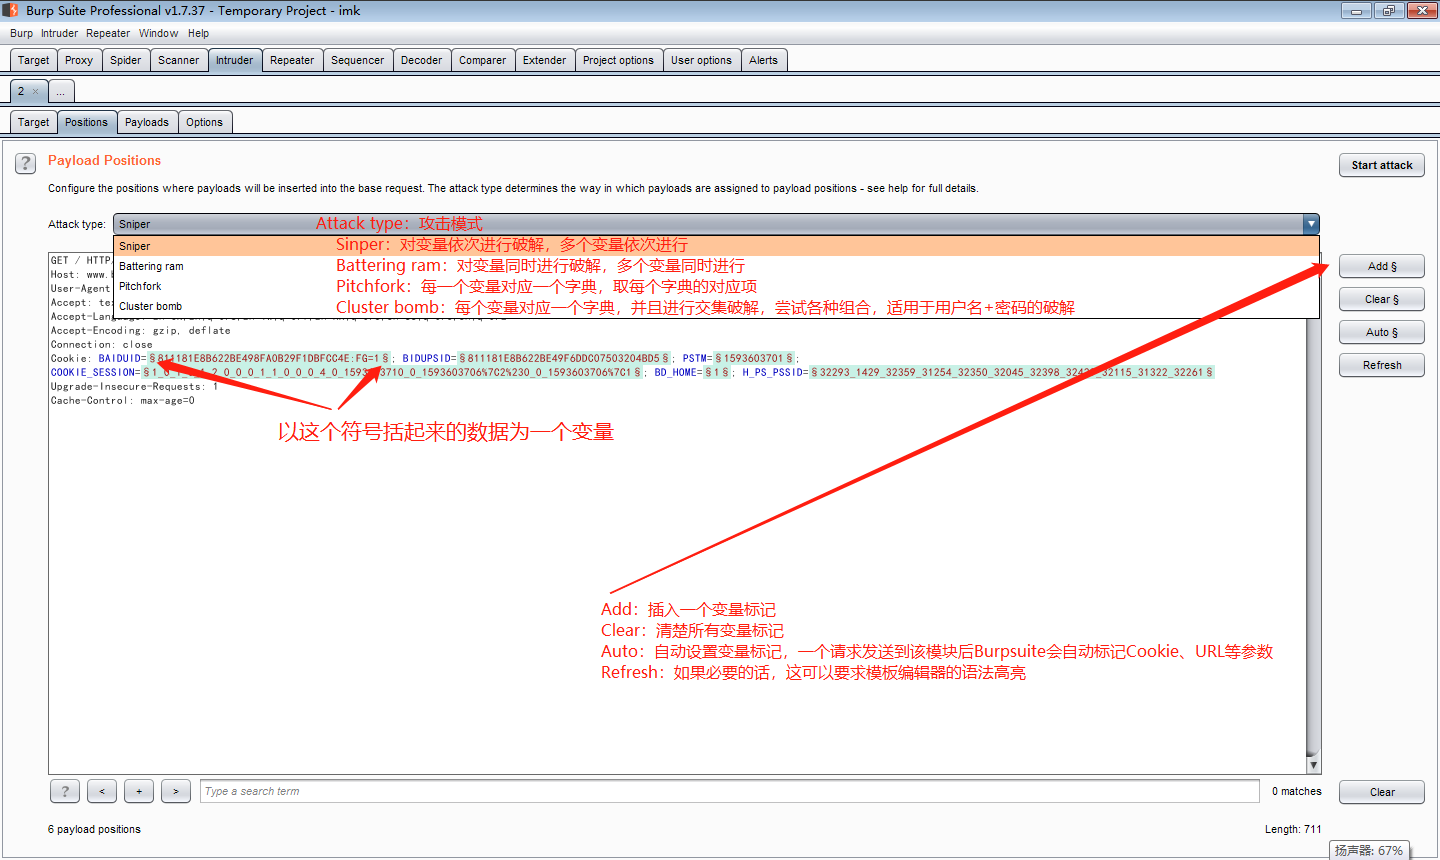 Burp Suite Professional v1.7.37 - Temporary Project - imk
Burp Intruder Repeater Window Help
Target Proxy Spider Scanner Intruder Repeater Sequencer Decoder Comparer Extender Project options User options Alerts
2 × ...
Target Positions Payloads Options
? Payload Positions
Start attack
Configure the positions where payloads will be inserted into the base request. The attack type determines the way in which payloads are assigned to payload positions - see help for full details.
Attack type: Sniper Attack type：攻击模式
Sniper Sinper：对变量依次进行破解，多个变量依次进行
Battering ram Battering ram：对变量同时进行破解，多个变量同时进行
Pitchfork Pitchfork：每一个变量对应一个字典，取每个字典的对应项
Cluster bomb Cluster bomb：每个变量对应一个字典，并且进行交集破解，尝试各种组合，适用于用户名+密码的破解
GET / HTTP
Host: www.
User-Agent
Accept: te
Accept-Encoding: gzip, deflate
Connection: close
Cookie: BAIDUID=§811181E8B622BE498FA0B29F1DBFCC4E:FG=1§; BIDUPSID=§811181E8B622BE49F6DDC07503204BD5§; PSTM=§1593603701§;
COOKIE_SESSION=§ 0_1593603706%7C2%230_0_1593603706%7C1§; BD_HOME=§1§; H_PS_PSSID=§32293_1429_32359_31254_32350_32045_32398_ 32115_31322_32261§
Upgrade-Insecure-Requests: 1
Cache-Control: max-age=0
Add §
Clear §
Auto §
Refresh
以这个符号括起来的数据为一个变量
Add：插入一个变量标记
Clear：清楚所有变量标记
Auto：自动设置变量标记，一个请求发送到该模块后Burpsuite会自动标记Cookie、URL等参数
Refresh：如果必要的话，这可以要求模板编辑器的语法高亮
? < + > Type a search term 0 matches Clear
6 payload positions Length: 711
扬声器: 67%